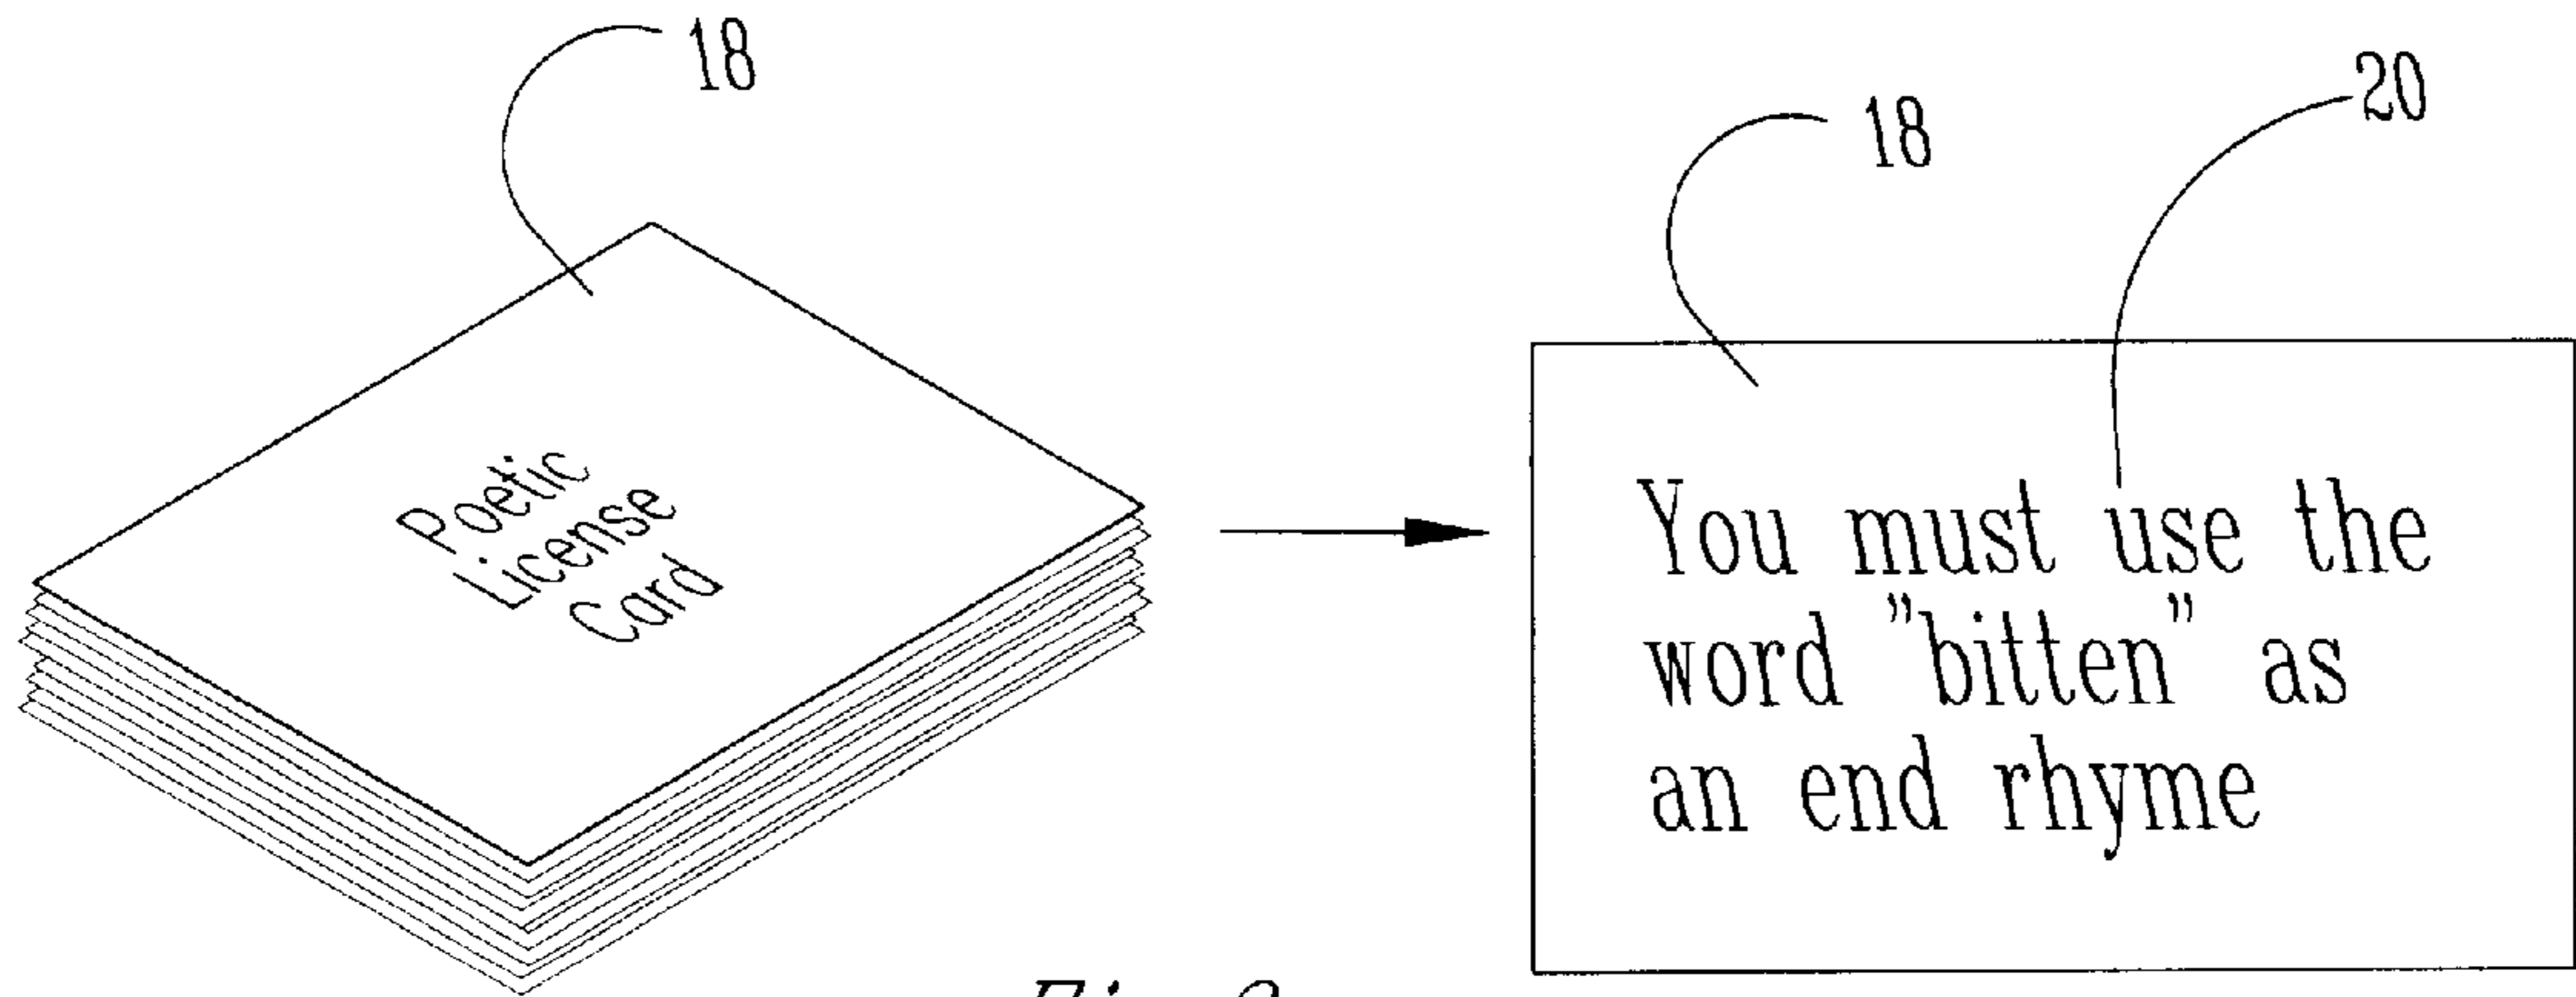 18
18
20
Poetic
License
Card
You must use the
word "bitten" as
an end rhyme